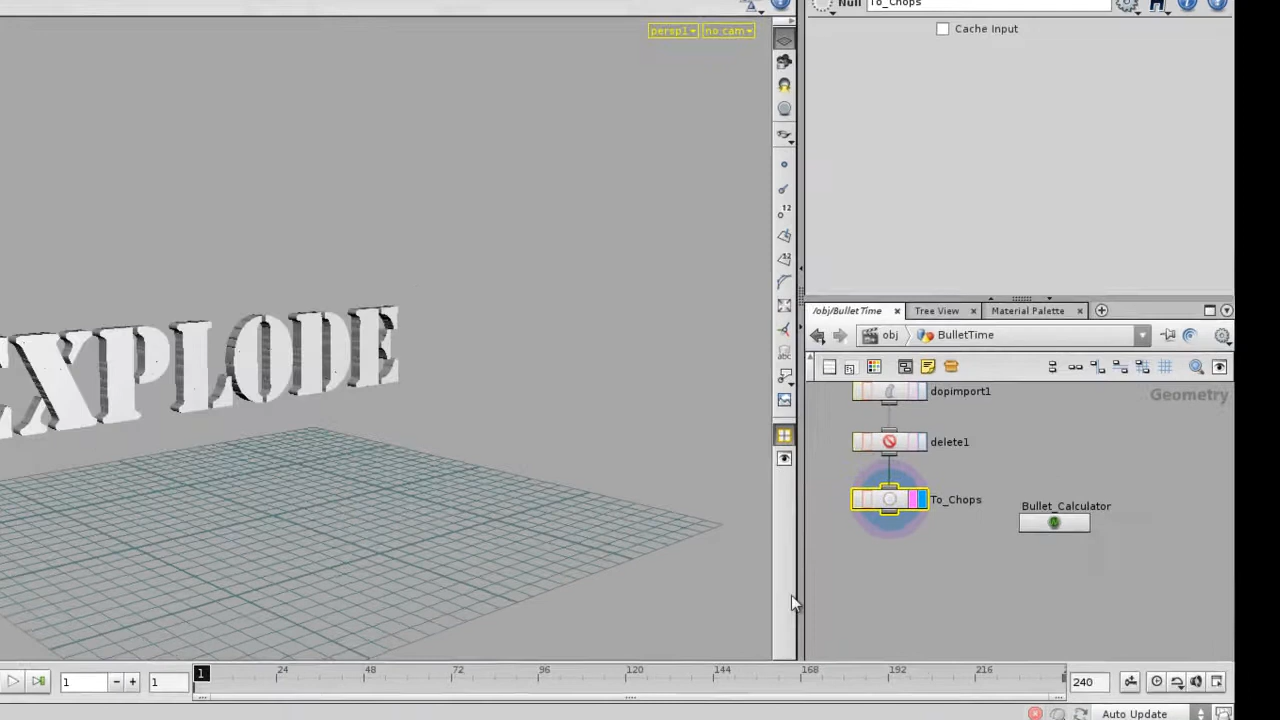 Null To_Chops
persp1 no cam
Cache Input
EXPLODE
/obj/BulletTime × Tree View × Material Palette ×
obj BulletTime
Geometry
dopimport1
delete1
To_Chops
Bullet_Calculator
1 24 48 72 96 120 144 168 192 216
1 1 240
Auto Update